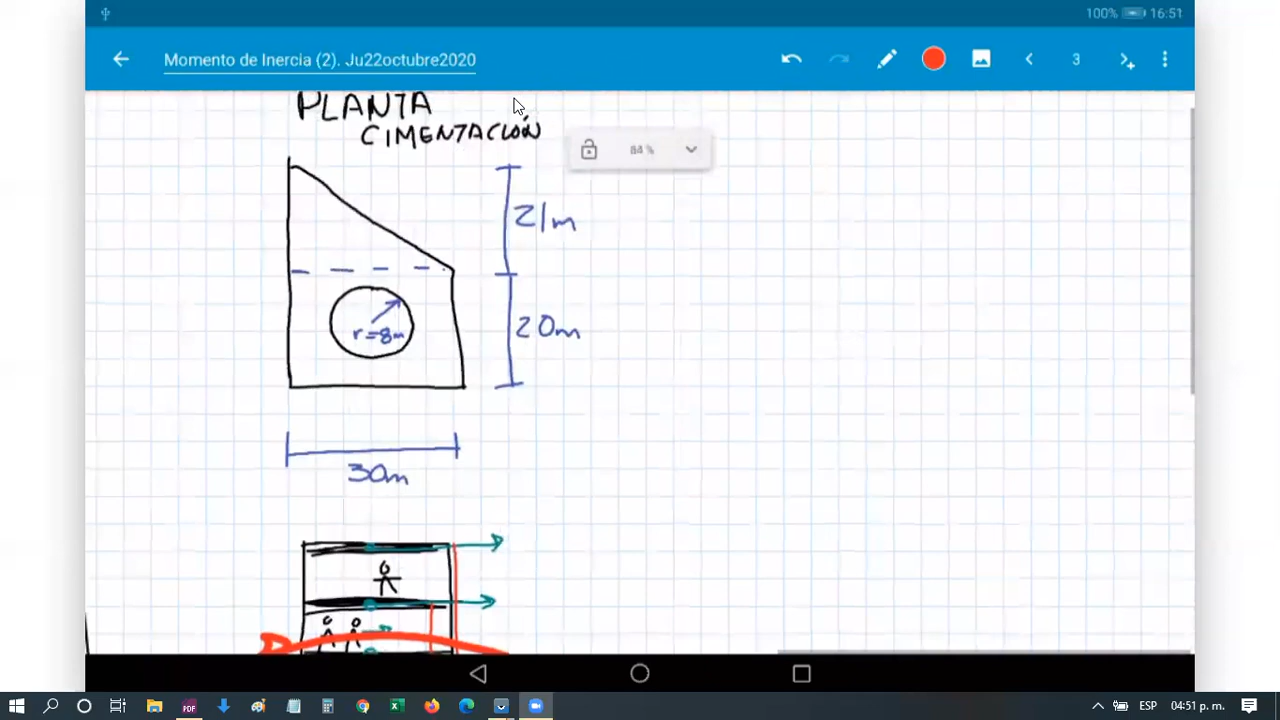 100% 16:51
Momento de Inercia (2). Ju22octubre2020
3
PLANTA
CIMENTACIÓN
84 %
21m
r=8m
20m
30m
ESP
04:51 p. m.